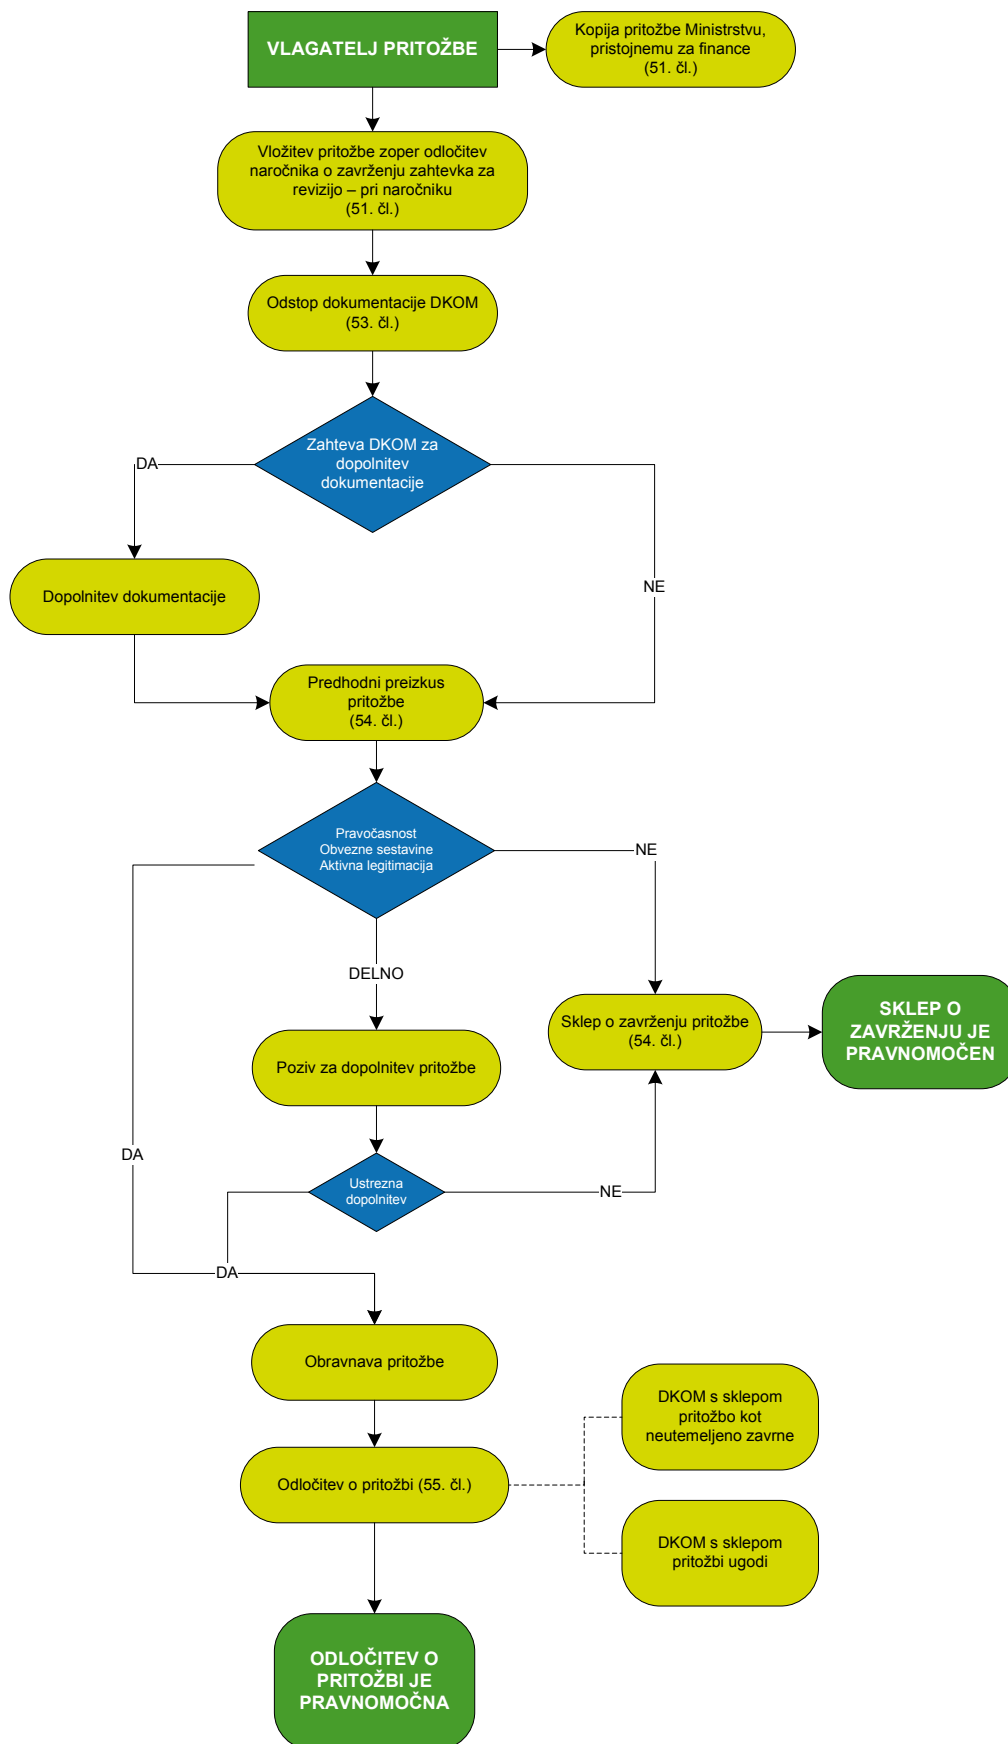 VLAGATELJ PRITOŽBE
Kopija pritožbe Ministrstvu,
pristojnemu za finance
(51. čl.)
Vložitev pritožbe zoper odločitev
naročnika o zavrženju zahtevka za
revizijo – pri naročniku
(51. čl.)
Odstop dokumentacije DKOM
(53. čl.)
Zahteva DKOM za
dopolnitev
dokumentacije
DA
NE
Dopolnitev dokumentacije
Predhodni preizkus
pritožbe
(54. čl.)
Pravočasnost
Obvezne sestavine
Aktivna legitimacija
NE
DELNO
Sklep o zavrženju pritožbe
(54. čl.)
SKLEP O
ZAVRŽENJU JE
PRAVNOMOČEN
Poziv za dopolnitev pritožbe
DA
Ustrezna
dopolnitev
NE
DA
Obravnava pritožbe
DKOM s sklepom
pritožbo kot
neutemeljeno zavrne
Odločitev o pritožbi (55. čl.)
DKOM s sklepom
pritožbi ugodi
ODLOČITEV O
PRITOŽBI JE
PRAVNOMOČNA